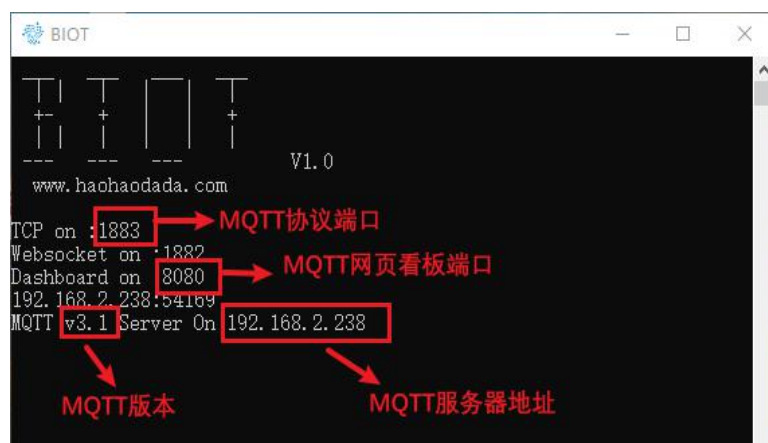 BIOT
V1.0
www.haohaodada.com
TCP on :1883
MQTT协议端口
Websocket on :1882
Dashboard on 8080
MQTT网页看板端口
192.168.2.238:54169
MQTT v3.1 Server On 192.168.2.238
MQTT版本
MQTT服务器地址